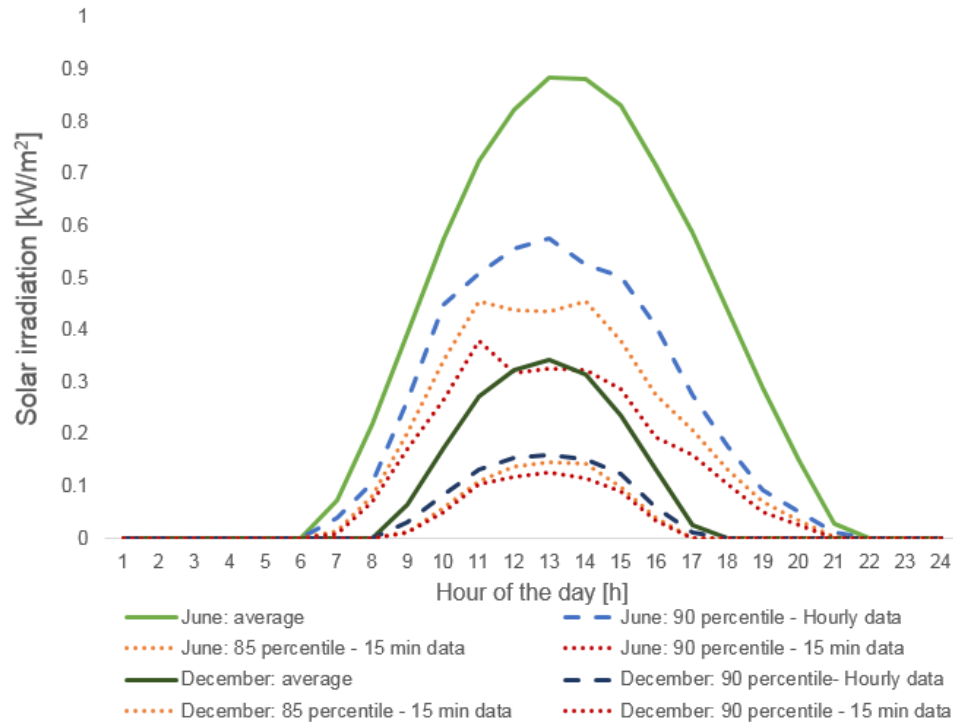 1
0.9
0.8
0.7
0.6
0.5
0.4
0.3
0.2
0.1
0
Solar irradiation [kW/m²]
1 2 3 4 5 6 7 8 9 10 11 12 13 14 15 16 17 18 19 20 21 22 23 24
Hour of the day [h]
June: average
June: 90 percentile - Hourly data
June: 85 percentile - 15 min data
June: 90 percentile - 15 min data
December: average
December: 90 percentile- Hourly data
December: 85 percentile - 15 min data
December: 90 percentile - 15 min data